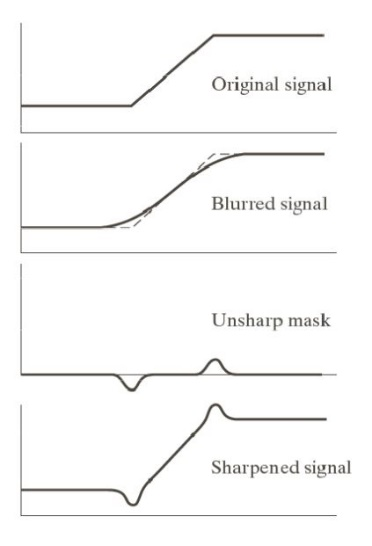 Original signal
Blurred signal
Unsharp mask
Sharpened signal